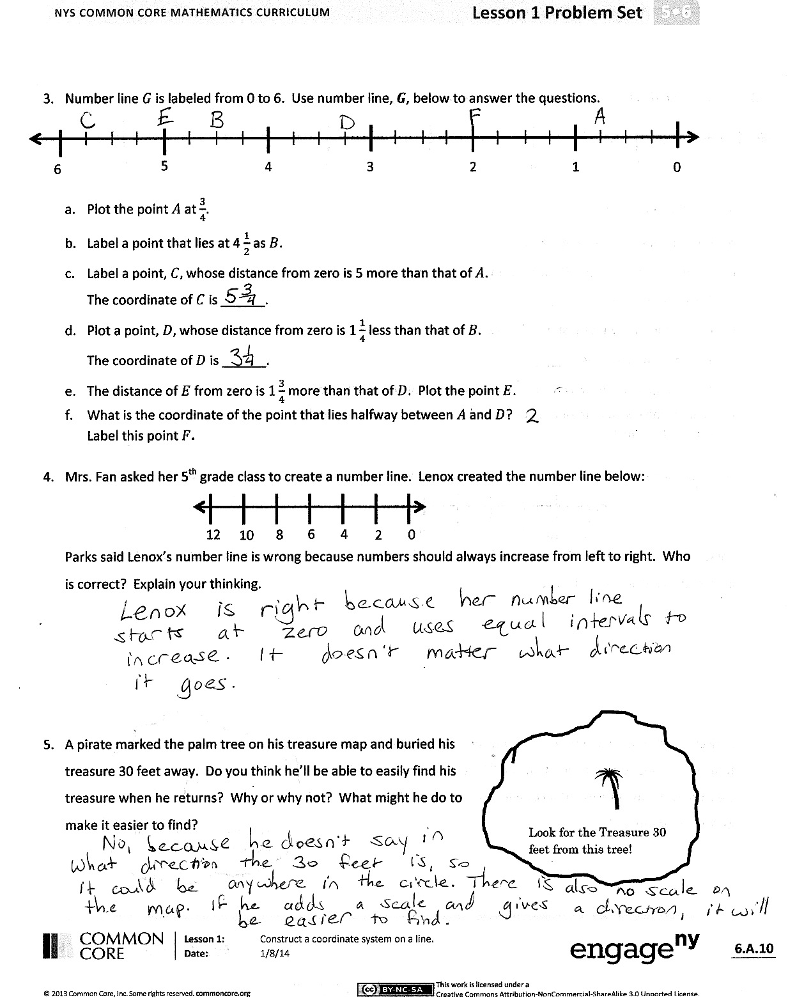 NYS COMMON CORE MATHEMATICS CURRICULUM Lesson 1 Problem Set 5•6
3. Number line G is labeled from 0 to 6. Use number line, G, below to answer the questions.
C E B D F A
6 5 4 3 2 1 0
a. Plot the point A at 3/4.
b. Label a point that lies at 4 1/2 as B.
c. Label a point, C, whose distance from zero is 5 more than that of A.
The coordinate of C is 5 3/4.
d. Plot a point, D, whose distance from zero is 1 1/4 less than that of B.
The coordinate of D is 3 1/4.
e. The distance of E from zero is 1 3/4 more than that of D. Plot the point E.
f. What is the coordinate of the point that lies halfway between A and D? 2
Label this point F.
4. Mrs. Fan asked her 5th grade class to create a number line. Lenox created the number line below:
12 10 8 6 4 2 0
Parks said Lenox's number line is wrong because numbers should always increase from left to right. Who
is correct? Explain your thinking.
Lenox is right because her number line
starts at zero and uses equal intervals to
increase. It doesn't matter what direction
it goes.
5. A pirate marked the palm tree on his treasure map and buried his
treasure 30 feet away. Do you think he'll be able to easily find his
treasure when he returns? Why or why not? What might he do to
make it easier to find?
Look for the Treasure 30
feet from this tree!
No, because he doesn't say in
what direction the 30 feet is, so
it could be anywhere in the circle. There is also no scale on
the map. If he adds a scale and gives a direction, it will
be easier to find.
COMMON CORE Lesson 1: Construct a coordinate system on a line.
Date: 1/8/14
engageny 6.A.10
© 2013 Common Core, Inc. Some rights reserved. commoncore.org
(cc) BY-NC-SA This work is licensed under a
Creative Commons Attribution-NonCommercial-ShareAlike 3.0 Unported License.